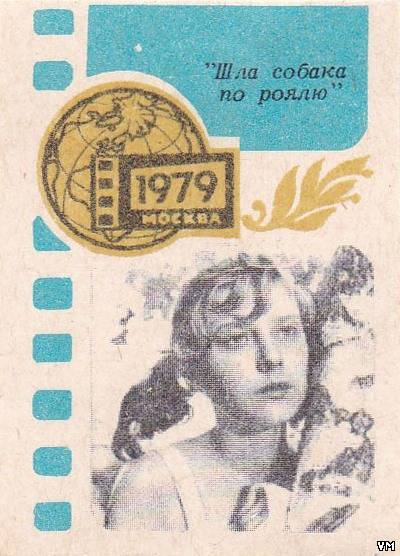 "Шла собака
по роялю"
1979
МОСКВА
VM